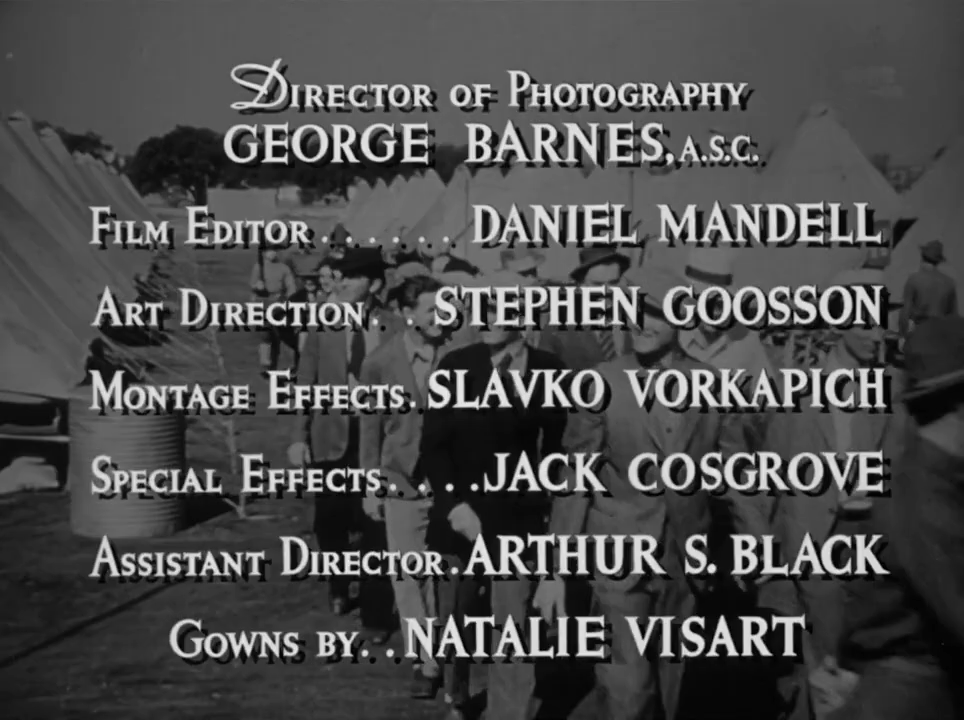 Director of Photography
GEORGE BARNES, A.S.C.
Film Editor . . . . . . DANIEL MANDELL
Art Direction . . STEPHEN GOOSSON
Montage Effects . SLAVKO VORKAPICH
Special Effects . . . . JACK COSGROVE
Assistant Director . ARTHUR S. BLACK
Gowns by . . NATALIE VISART